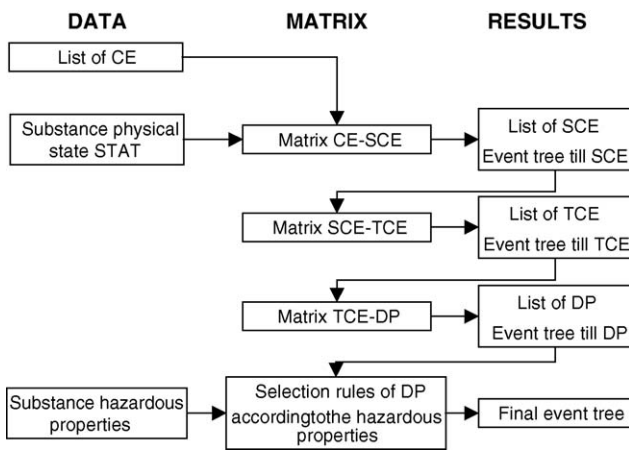 DATA MATRIX RESULTS
List of CE
Substance physical
state STAT
Matrix CE-SCE
List of SCE
Event tree till SCE
Matrix SCE-TCE
List of TCE
Event tree till TCE
Matrix TCE-DP
List of DP
Event tree till DP
Substance hazardous
properties
Selection rules of DP
accordingtothe hazardous
properties
Final event tree